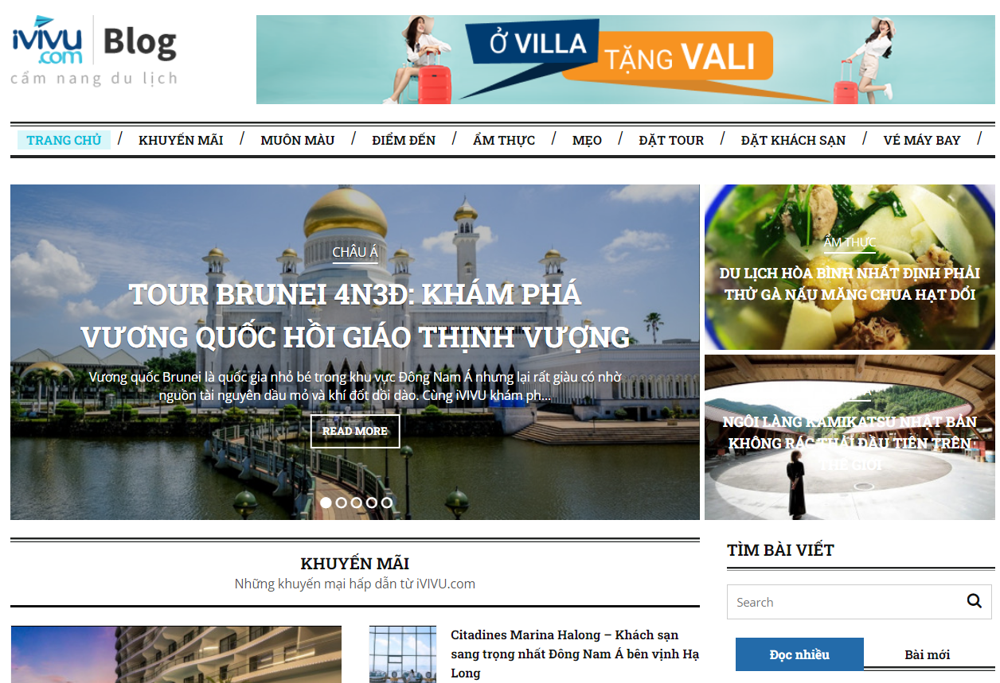 iVIVU
.com
Blog
cẩm nang du lịch
Ở VILLA
TẶNG VALI
TRANG CHỦ / KHUYẾN MÃI / MUÔN MÀU / ĐIỂM ĐẾN / ẨM THỰC / MẸO / ĐẶT TOUR / ĐẶT KHÁCH SẠN / VÉ MÁY BAY /
CHÂU Á
TOUR BRUNEI 4N3Đ: KHÁM PHÁ
VƯƠNG QUỐC HỒI GIÁO THỊNH VƯỢNG
Vương quốc Brunei là quốc gia nhỏ bé trong khu vực Đông Nam Á nhưng lại rất giàu có nhờ
nguồn tài nguyên dầu mỏ và khí đốt dồi dào. Cùng iVIVU khám ph...
READ MORE
ẨM THỰC
DU LỊCH HÒA BÌNH NHẤT ĐỊNH PHẢI
THỬ GÀ NẤU MĂNG CHUA HẠT DỔI
NGÔI LÀNG KAMIKATSU NHẬT BẢN
KHÔNG RÁC THẢI ĐẦU TIÊN TRÊN
THẾ GIỚI
KHUYẾN MÃI
Những khuyến mại hấp dẫn từ iVIVU.com
Citadines Marina Halong – Khách sạn
sang trọng nhất Đông Nam Á bên vịnh Hạ
Long
TÌM BÀI VIẾT
Search
Đọc nhiều
Bài mới